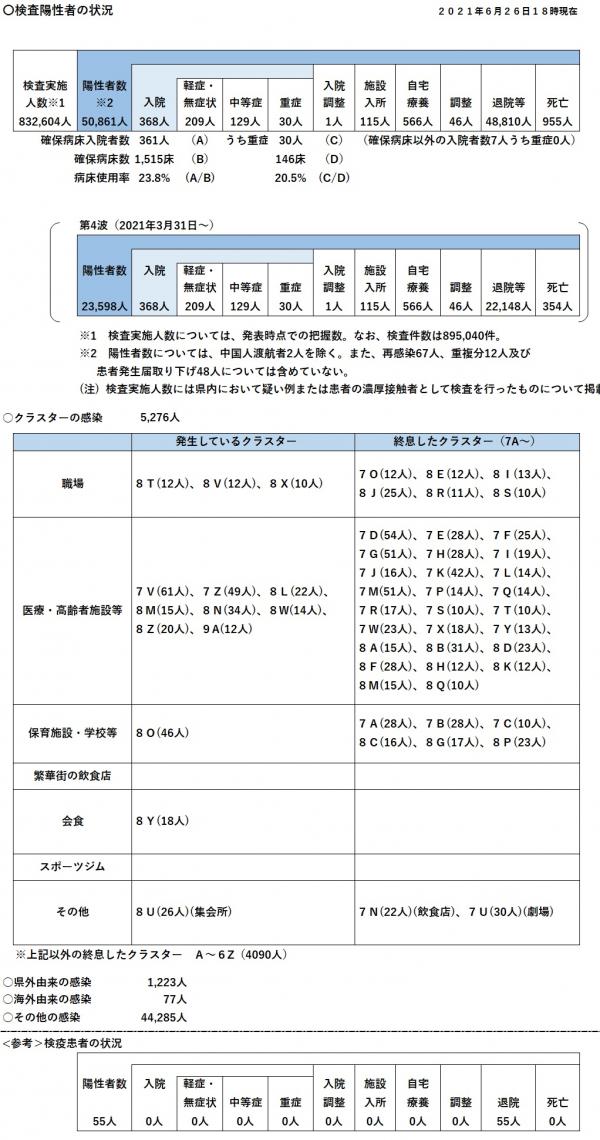 〇検査陽性者の状況 ２０２１年６月２６日１８時現在
検査実施人数※1 陽性者数※2 入院 軽症・無症状 中等症 重症 入院調整 施設入所 自宅療養 調整 退院等 死亡
832,604人 50,861人 368人 209人 129人 30人 1人 115人 566人 46人 48,810人 955人
確保病床入院者数 361人 （A） うち重症 30人 （C） （確保病床以外の入院者数7人うち重症0人）
確保病床数 1,515床 （B） 146床 （D）
病床使用率 23.8% （A/B） 20.5% （C/D）
第4波（2021年3月31日～）
陽性者数 入院 軽症・無症状 中等症 重症 入院調整 施設入所 自宅療養 調整 退院等 死亡
23,598人 368人 209人 129人 30人 1人 115人 566人 46人 22,148人 354人
※1　検査実施人数については、発表時点での把握数。なお、検査件数は895,040件。
※2　陽性者数については、中国人渡航者2人を除く。また、再感染67人、重複分12人及び
患者発生届取り下げ48人については含めていない。
（注）検査実施人数には県内において疑い例または患者の濃厚接触者として検査を行ったものについて掲
〇クラスターの感染 5,276人
発生しているクラスター 終息したクラスター（7A～）
職場
８Ｔ(12人)、８Ｖ(12人)、８Ｘ(10人)
７Ｏ(12人)、８Ｅ(12人)、８Ｉ(13人)、
８Ｊ(25人)、８Ｒ(11人)、８Ｓ(10人)
医療・高齢者施設等
７Ｖ(61人)、７Ｚ(49人)、８Ｌ(22人)、
８Ｍ(15人)、８Ｎ(34人)、８Ｗ(14人)、
８Ｚ(20人)、９Ａ(12人)
７Ｄ(54人)、７Ｅ(28人)、７Ｆ(25人)、
７Ｇ(51人)、７Ｈ(28人)、７Ｉ(19人)、
７Ｊ(16人)、７Ｋ(42人)、７Ｌ(14人)、
７Ｍ(51人)、７Ｐ(14人)、７Ｑ(14人)、
７Ｒ(17人)、７Ｓ(10人)、７Ｔ(10人)、
７Ｗ(23人)、７Ｘ(18人)、７Ｙ(13人)、
８Ａ(15人)、８Ｂ(31人)、８Ｄ(23人)、
８Ｆ(28人)、８Ｈ(12人)、８Ｋ(12人)、
８Ｍ(15人)、８Ｑ(10人)
保育施設・学校等
８Ｏ(46人)
７Ａ(28人)、７Ｂ(28人)、７Ｃ(10人)、
８Ｃ(16人)、８Ｇ(17人)、８Ｐ(23人)
繁華街の飲食店
会食
８Ｙ(18人)
スポーツジム
その他
８Ｕ(26人)(集会所)
７Ｎ(22人)(飲食店)、７Ｕ(30人)(劇場)
※上記以外の終息したクラスター　Ａ～６Ｚ（4090人）
〇県外由来の感染 1,223人
〇海外由来の感染 77人
〇その他の感染 44,285人
<参考＞検疫患者の状況
陽性者数 入院 軽症・無症状 中等症 重症 入院調整 施設入所 自宅療養 調整 退院 死亡
55人 0人 0人 0人 0人 0人 0人 0人 0人 55人 0人